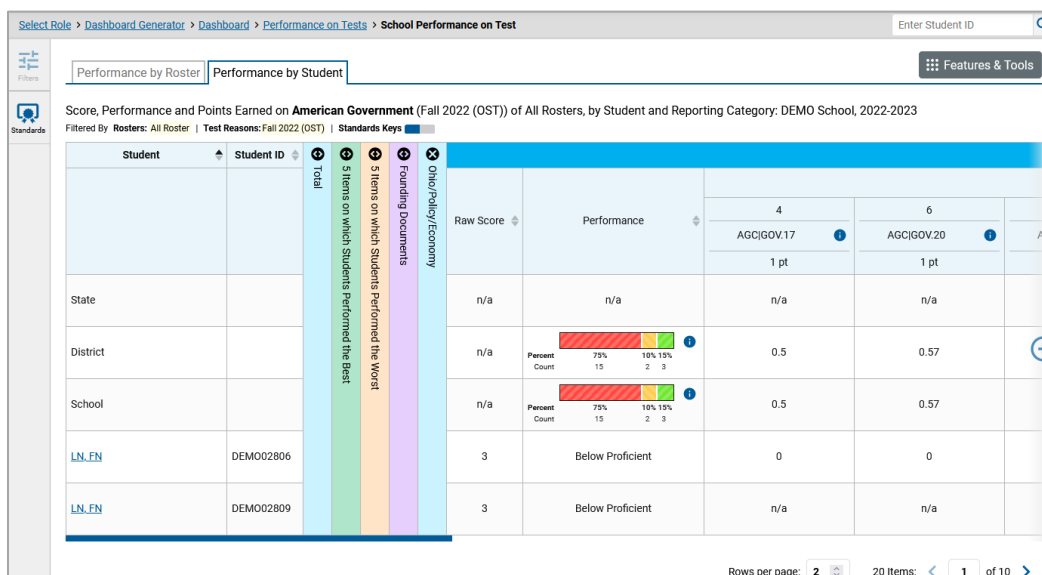 Select Role > Dashboard Generator > Dashboard > Performance on Tests > School Performance on Test
Enter Student ID
Filters
Standards
Performance by Roster
Performance by Student
Features & Tools
Score, Performance and Points Earned on American Government (Fall 2022 (OST)) of All Rosters, by Student and Reporting Category: DEMO School, 2022-2023
Filtered By Rosters: All Roster | Test Reasons: Fall 2022 (OST) | Standards Keys
Student
Student ID
Total
5 Items on which Students Performed the Best
5 Items on which Students Performed the Worst
Founding Documents
Ohio/Policy/Economy
Raw Score
Performance
4
6
AGC|GOV.17
AGC|GOV.20
1 pt
1 pt
State n/a n/a n/a n/a
District n/a 0.5 0.57
Percent 75% 10% 15%
Count 15 2 3
School n/a 0.5 0.57
Percent 75% 10% 15%
Count 15 2 3
LN, FN DEMO02806 3 Below Proficient 0 0
LN, FN DEMO02809 3 Below Proficient n/a n/a
Rows per page: 2 20 Items: 1 of 10